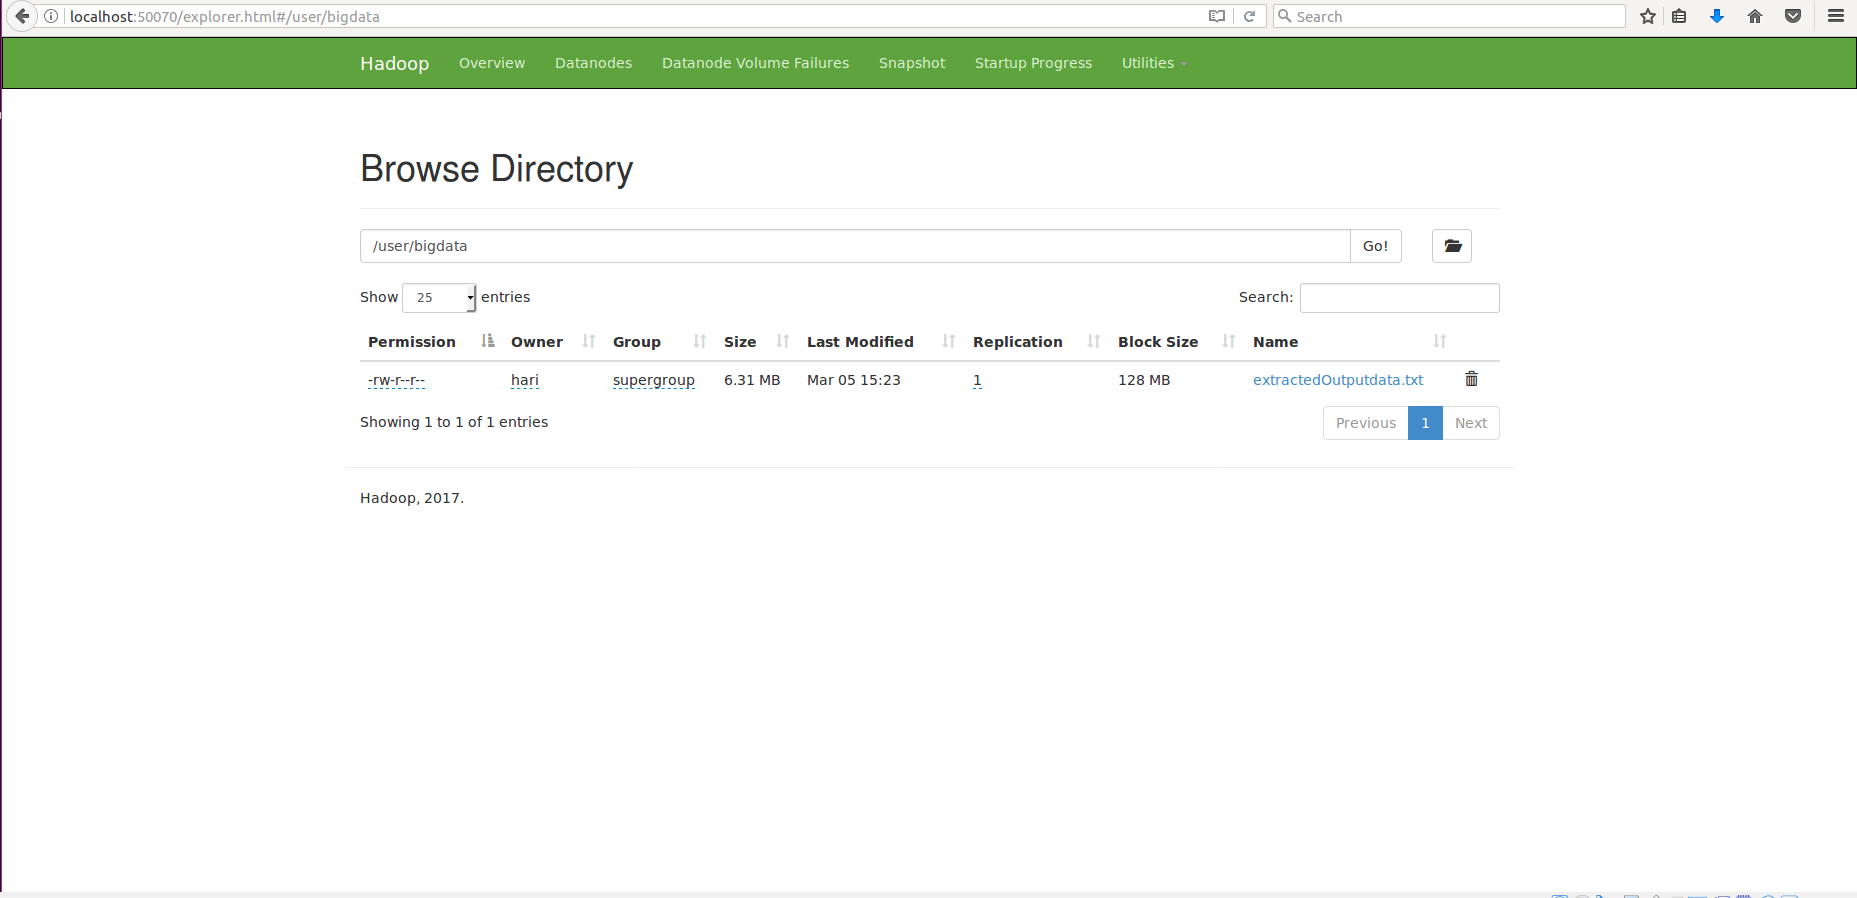 localhost:50070/explorer.html#/user/bigdata
Search
Hadoop Overview Datanodes Datanode Volume Failures Snapshot Startup Progress Utilities
Browse Directory
/user/bigdata Go!
Show 25 entries Search:
Permission Owner Group Size Last Modified Replication Block Size Name
-rw-r--r-- hari supergroup 6.31 MB Mar 05 15:23 1 128 MB extractedOutputdata.txt
Showing 1 to 1 of 1 entries Previous 1 Next
Hadoop, 2017.